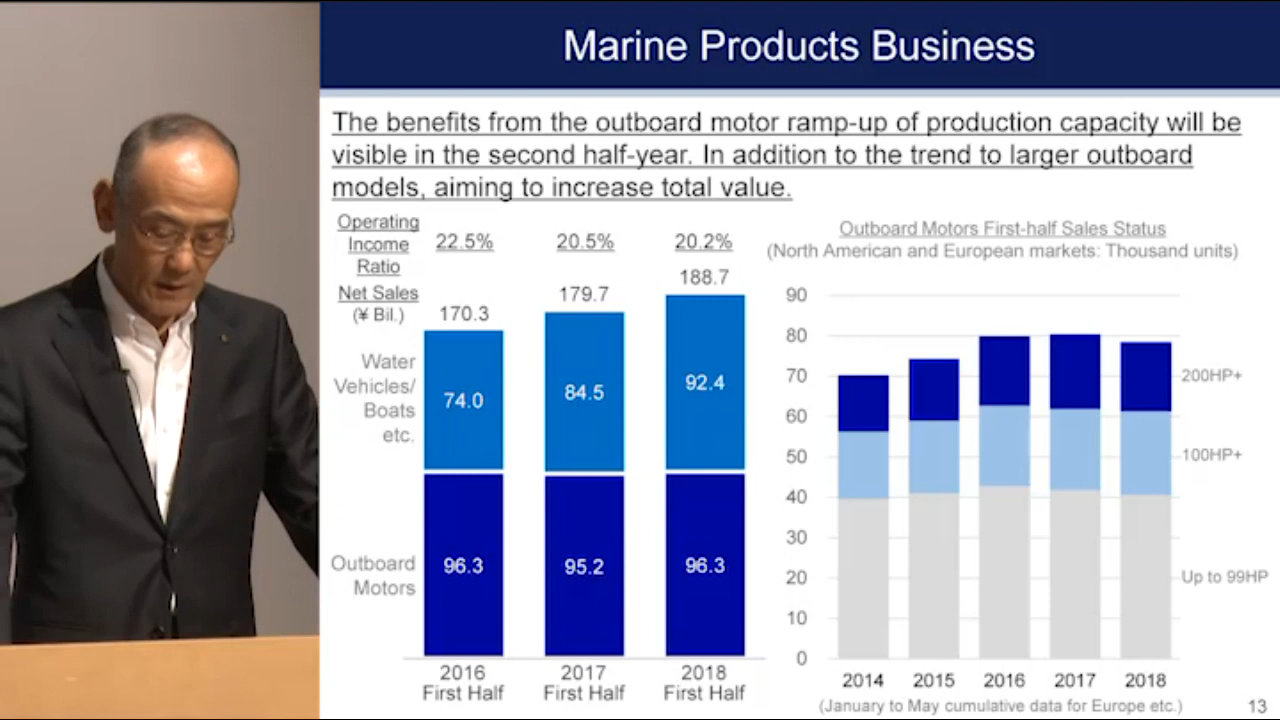 Marine Products Business
The benefits from the outboard motor ramp-up of production capacity will be
visible in the second half-year. In addition to the trend to larger outboard
models, aiming to increase total value.
Operating
Income
Ratio
22.5%
20.5%
20.2%
Net Sales
(¥ Bil.)
170.3
179.7
188.7
Water
Vehicles/
Boats
etc.
74.0
84.5
92.4
Outboard
Motors
96.3
95.2
96.3
2016
First Half
2017
First Half
2018
First Half
Outboard Motors First-half Sales Status
(North American and European markets: Thousand units)
90
80
70
60
50
40
30
20
10
0
200HP+
100HP+
Up to 99HP
2014
2015
2016
2017
2018
(January to May cumulative data for Europe etc.)
13